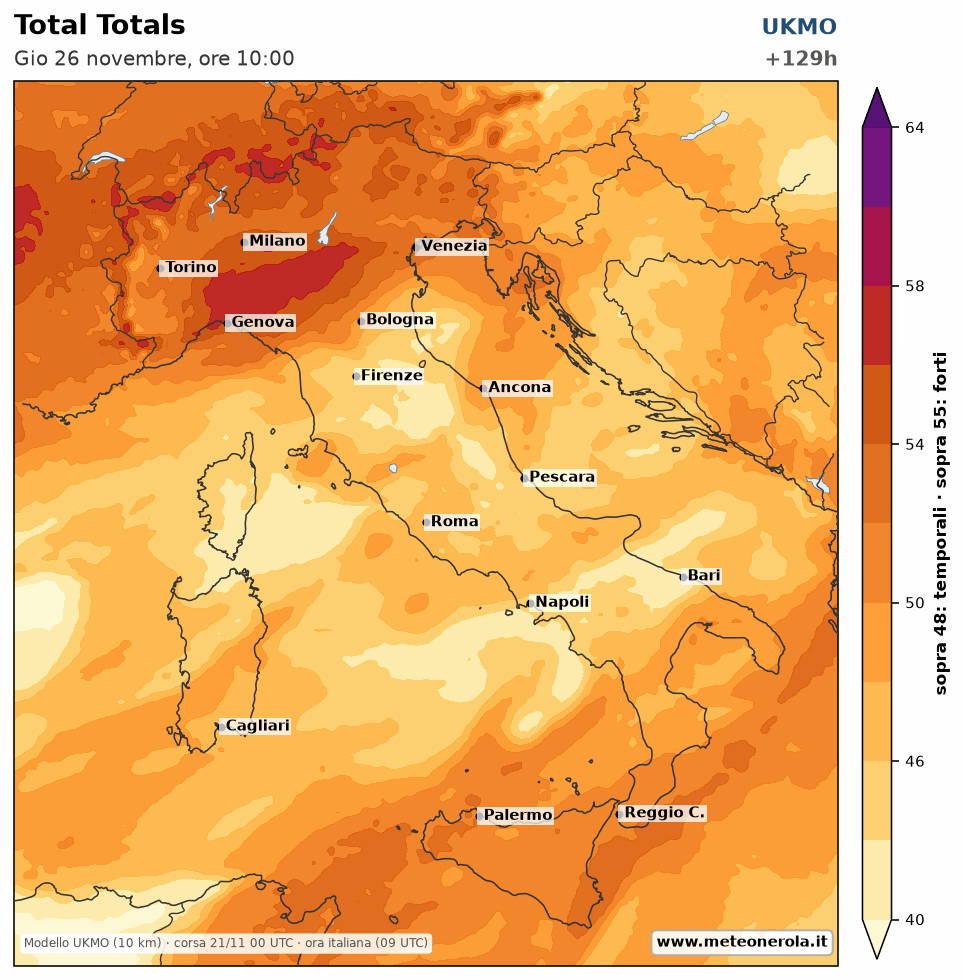 Total Totals
UKMO
Gio 26 novembre, ore 10:00
+129h
64
58
54
50
46
40
sopra 48: temporali · sopra 55: forti
Milano
Venezia
Torino
Genova
Bologna
Firenze
Ancona
Pescara
Roma
Bari
Napoli
Cagliari
Palermo
Reggio C.
Modello UKMO (10 km) · corsa 21/11 00 UTC · ora italiana (09 UTC)
www.meteonerola.it